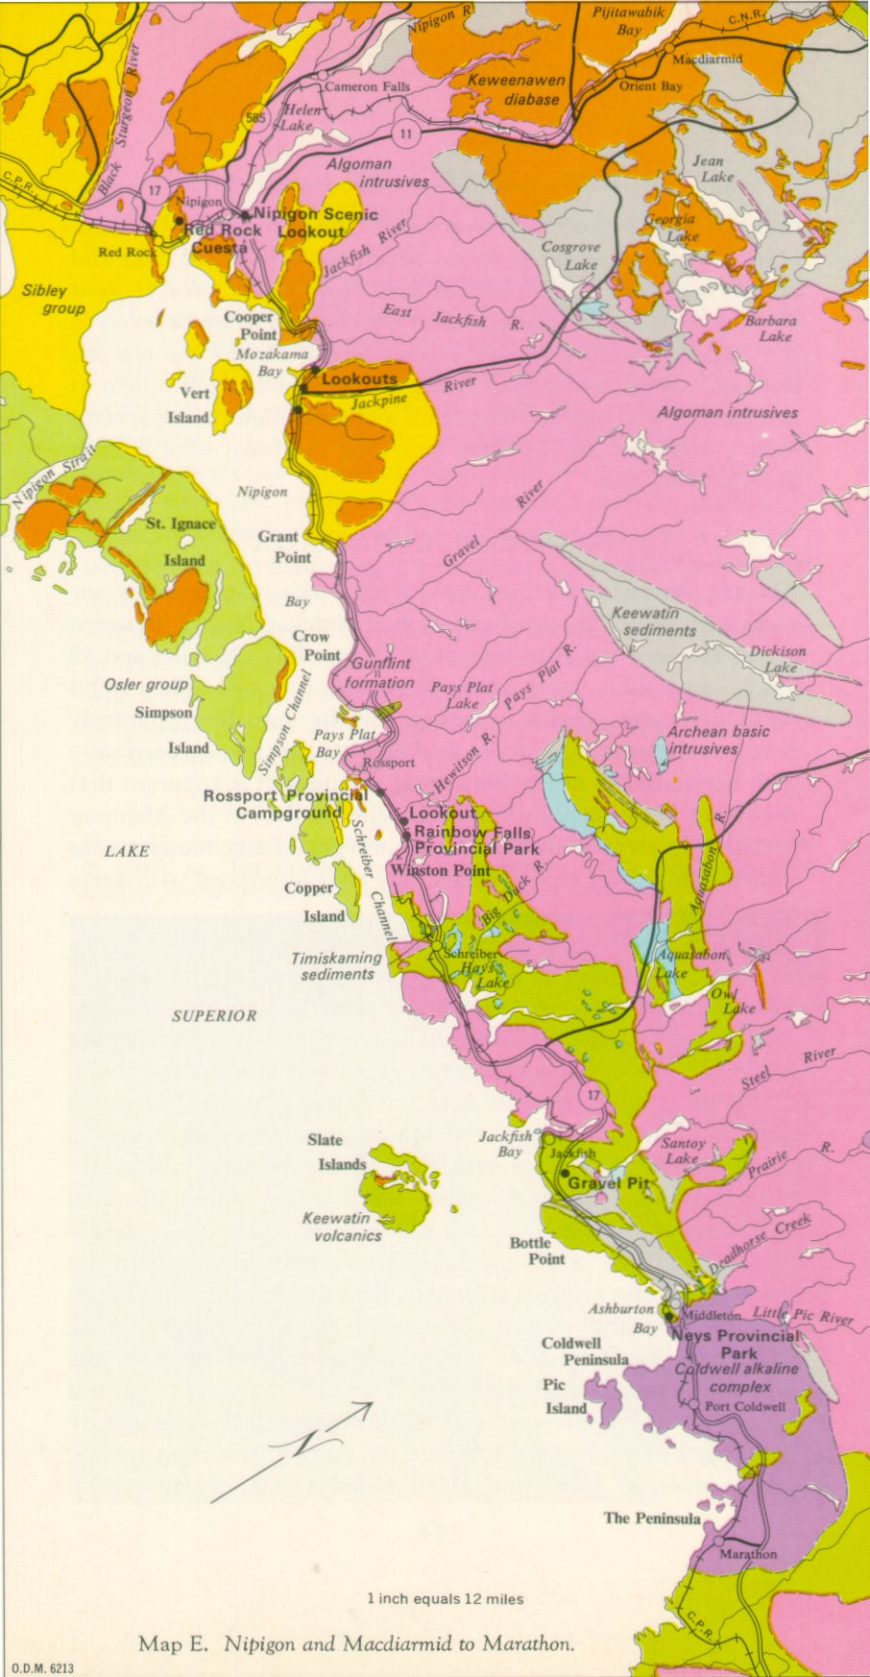 Nipigon R
Pijitawabik
Bay
C.N.R.
Macdiarmid
Orient Bay
Keweenawen
diabase
Cameron Falls
Black Sturgeon River
585
Helen
Lake
11
Algoman
intrusives
Jean
Lake
C.P.R.
17
Nipigon
Nipigon Scenic
Lookout
Red Rock
Cuesta
Red Rock
Jackfish River
Georgia
Lake
Cosgrove
Lake
Sibley
group
Cooper
Point
East Jackfish R.
Barbara
Lake
Mozakama
Bay
Lookouts
Vert
Island
Jackpine River
Algoman intrusives
Nipigon Strait
Nipigon
Bay
St. Ignace
Island
Grant
Point
Gravel River
Keewatin
sediments
Dickison
Lake
Crow
Point
Gunflint
formation
Osler group
Simpson
Island
Simpson Channel
Pays Plat
Lake
Pays Plat R.
Pays Plat
Bay
Archean basic
intrusives
Hewitson R.
Rossport
Rossport Provincial
Campground
Lookout
Rainbow Falls
Provincial Park
LAKE
Schreiber Channel
Winston Point
Big Duck R.
Aquasabon R.
Copper
Island
Timiskaming
sediments
Schreiber
Hays
Lake
Aquasabon
Lake
Owl
Lake
SUPERIOR
Steel River
17
Slate
Islands
Jackfish
Bay
Jackfish
Santoy
Lake
Prairie R.
Gravel Pit
Keewatin
volcanics
Bottle
Point
Deadhorse Creek
Ashburton
Bay
Middleton
Little Pic River
Neys Provincial
Park
Coldwell
Peninsula
Coldwell alkaline
complex
Pic
Island
Port Coldwell
N
The Peninsula
Marathon
C.P.R.
1 inch equals 12 miles
Map E. Nipigon and Macdiarmid to Marathon.
O.D.M. 6213